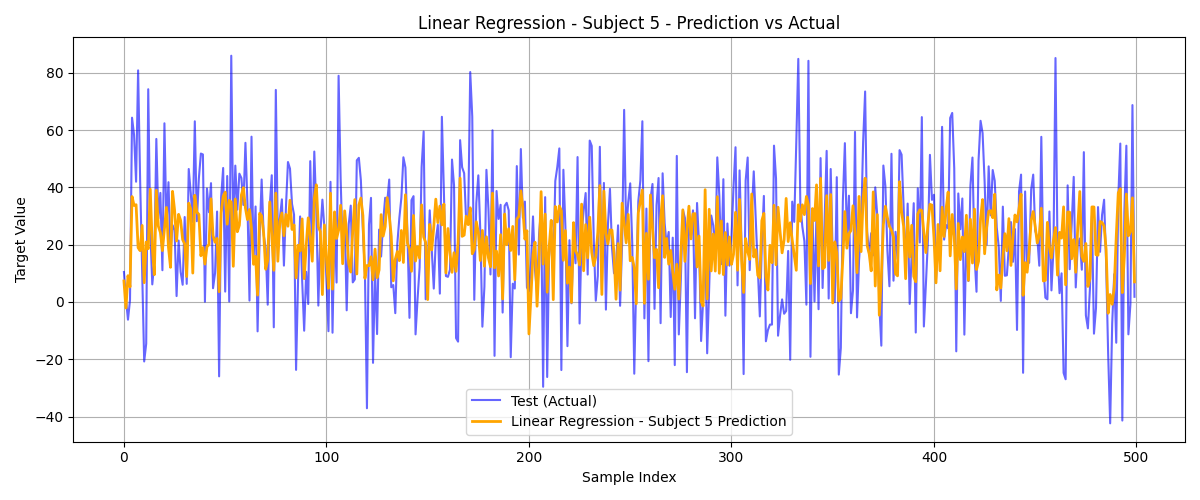 Linear Regression - Subject 5 - Prediction vs Actual
Target Value
80
60
40
20
0
−20
−40
Test (Actual)
Linear Regression - Subject 5 Prediction
0 100 200 300 400 500
Sample Index